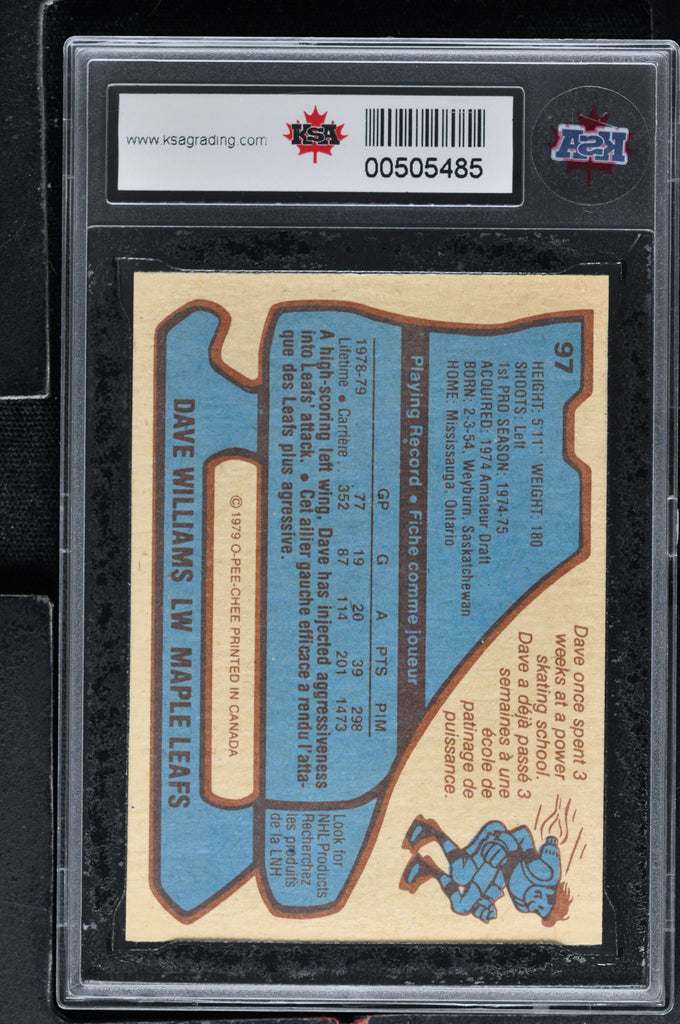 www.ksagrading.com
KSA
00505485
KSA
97
HEIGHT: 5'11" WEIGHT: 180
SHOOTS: Left
1st PRO SEASON: 1974-75
ACQUIRED: 1974 Amateur Draft
BORN: 2-3-54, Weyburn, Saskatchewan
HOME: Mississauga, Ontario
Dave once spent 3
weeks at a power
skating school.
Dave a déjà passé 3
semaines à une
école de
patinage de
puissance.
Playing Record • Fiche comme joueur
GP G A PTS PIM
1978-79 77 19 20 39 298
Lifetime • Carrière .. 352 87 114 201 1473
A high-scoring left wing, Dave has injected aggressiveness
into Leafs' attack. • Cet ailier gauche efficace a rendu l'atta-
que des Leafs plus agressive.
Look for
NHL Products
Recherchez
les produits
de la LNH
© 1979 O-PEE-CHEE PRINTED IN CANADA
DAVE WILLIAMS LW MAPLE LEAFS